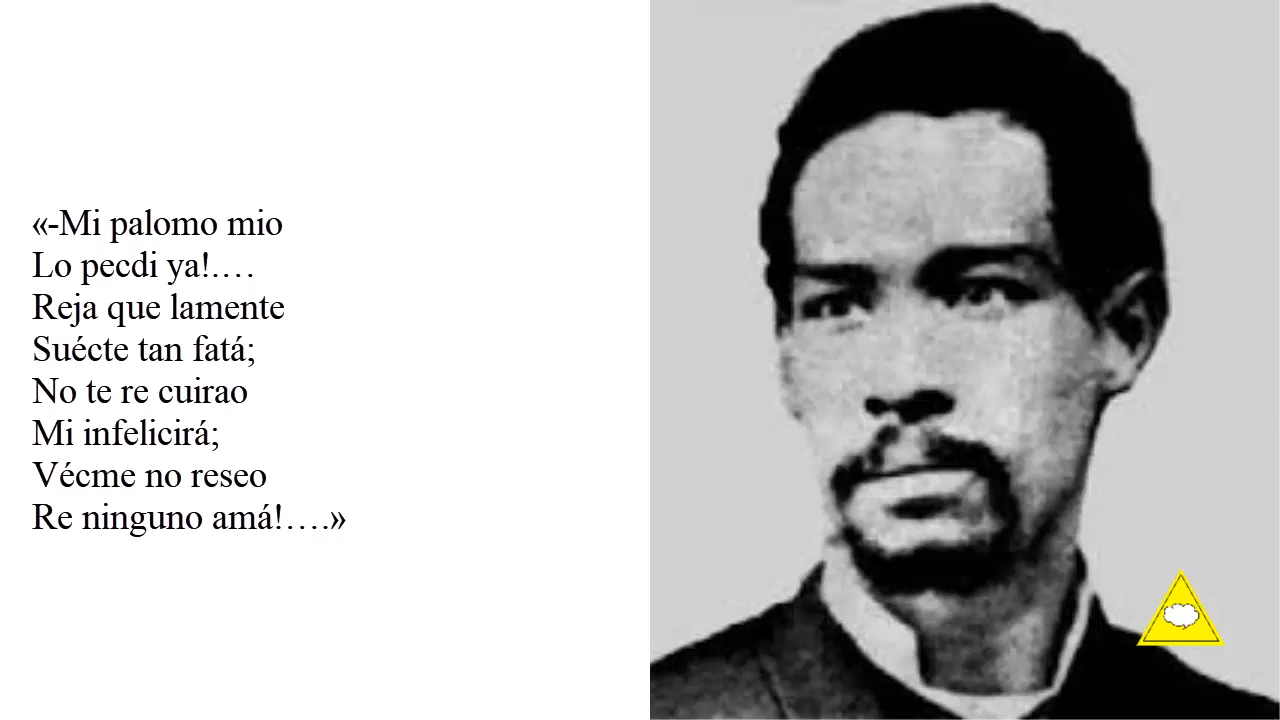 «-Mi palomo mio
Lo pecdi ya!.…
Reja que lamente
Suécte tan fatá;
No te re cuirao
Mi infelicirá;
Vécme no reseo
Re ninguno amá!….»